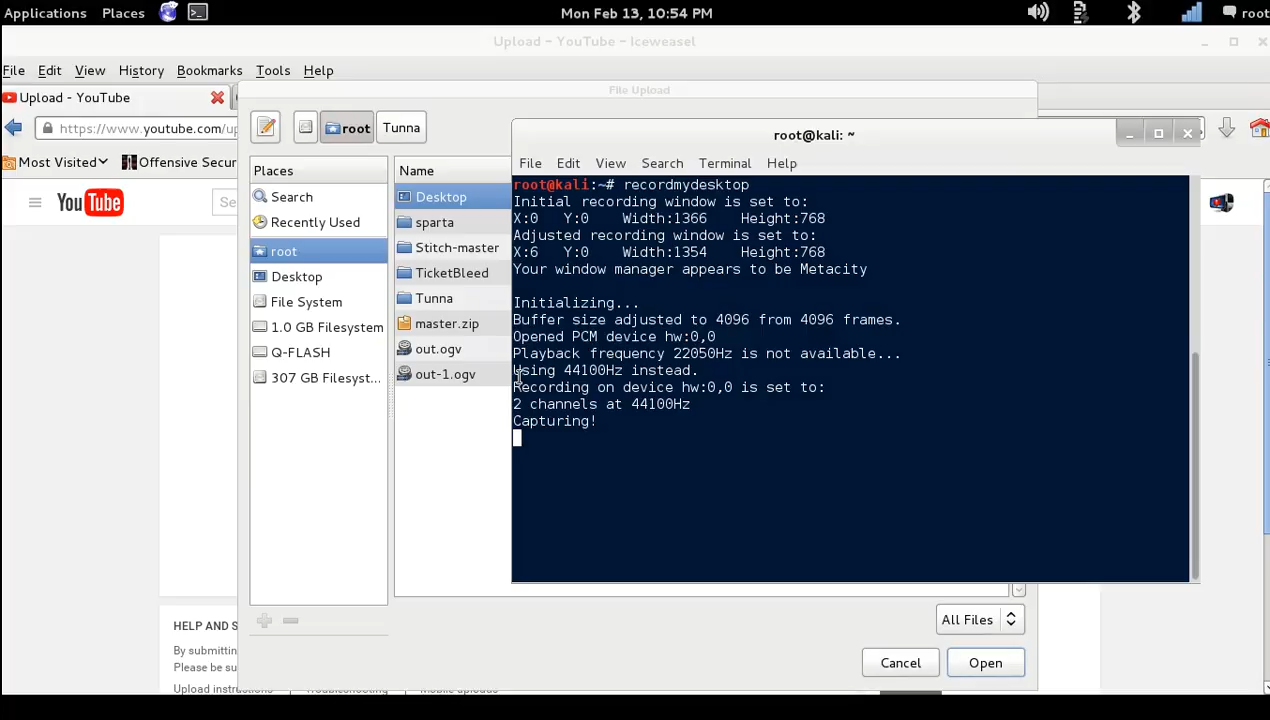 Applications Places Mon Feb 13, 10:54 PM root
Upload - YouTube - Iceweasel
File Edit View History Bookmarks Tools Help
Upload - YouTube
https://www.youtube.com/up
Most Visited Offensive Secur
YouTube
Se
File Upload
root Tunna
Places
Search
Recently Used
root
Desktop
File System
1.0 GB Filesystem
Q-FLASH
307 GB Filesyst...
Name
Desktop
sparta
Stitch-master
TicketBleed
Tunna
master.zip
out.ogv
out-1.ogv
root@kali: ~
File Edit View Search Terminal Help
root@kali:~# recordmydesktop
Initial recording window is set to:
X:0 Y:0 Width:1366 Height:768
Adjusted recording window is set to:
X:6 Y:0 Width:1354 Height:768
Your window manager appears to be Metacity
Initializing...
Buffer size adjusted to 4096 from 4096 frames.
Opened PCM device hw:0,0
Playback frequency 22050Hz is not available...
Using 44100Hz instead.
Recording on device hw:0,0 is set to:
2 channels at 44100Hz
Capturing!
All Files
Cancel Open
HELP AND S
By submittin
Please be su